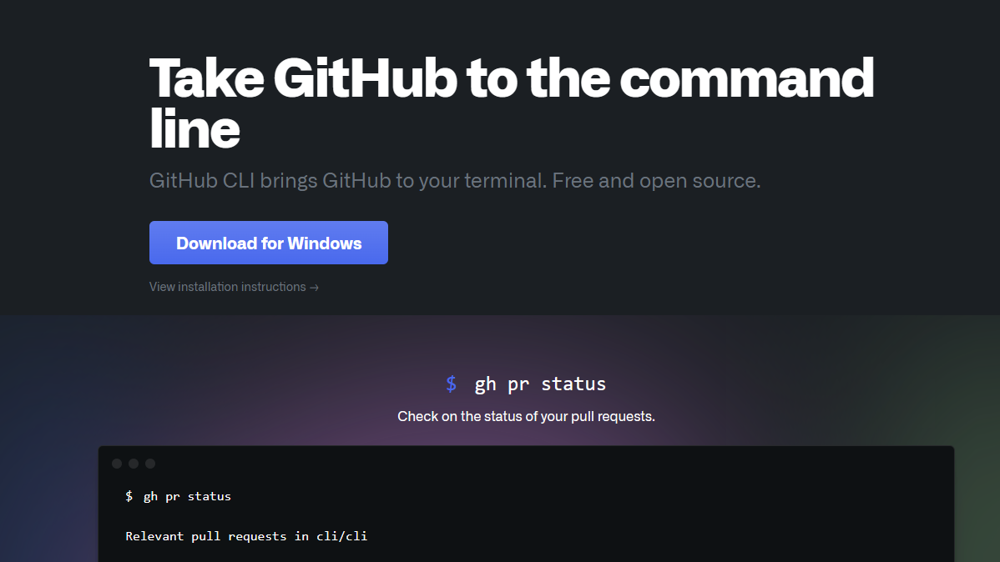 Take GitHub to the command
line
GitHub CLI brings GitHub to your terminal. Free and open source.
Download for Windows
View installation instructions →
$ gh pr status
Check on the status of your pull requests.
$ gh pr status
Relevant pull requests in cli/cli